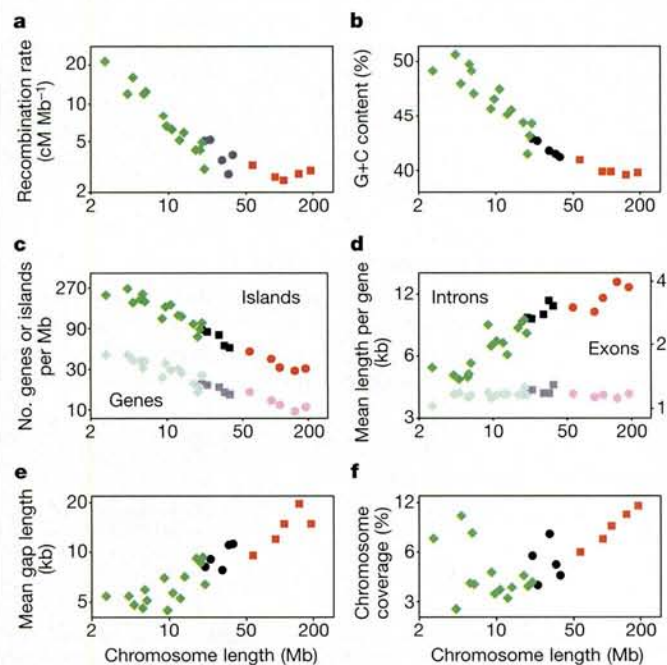 a
Recombination rate
(cM Mb⁻¹)
20
10
5
2
2 10 50 200
b
G+C content (%)
50
45
40
2 10 50 200
c
No. genes or islands
per Mb
270
90
30
10
Islands
Genes
2 10 50 200
d
Mean length per gene
(kb)
12
6
3
Introns
Exons
4
2
1
2 10 50 200
e
Mean gap length
(kb)
20
10
5
2 10 50 200
Chromosome length (Mb)
f
Chromosome
coverage (%)
12
6
3
2 10 50 200
Chromosome length (Mb)